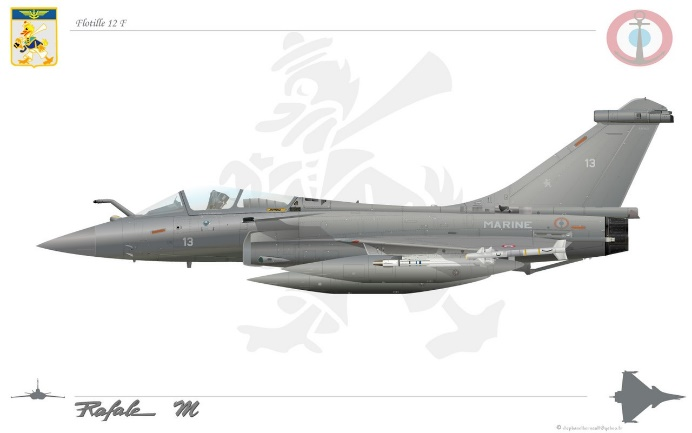 Flotille 12 F
13
MARINE
13
Rafale M